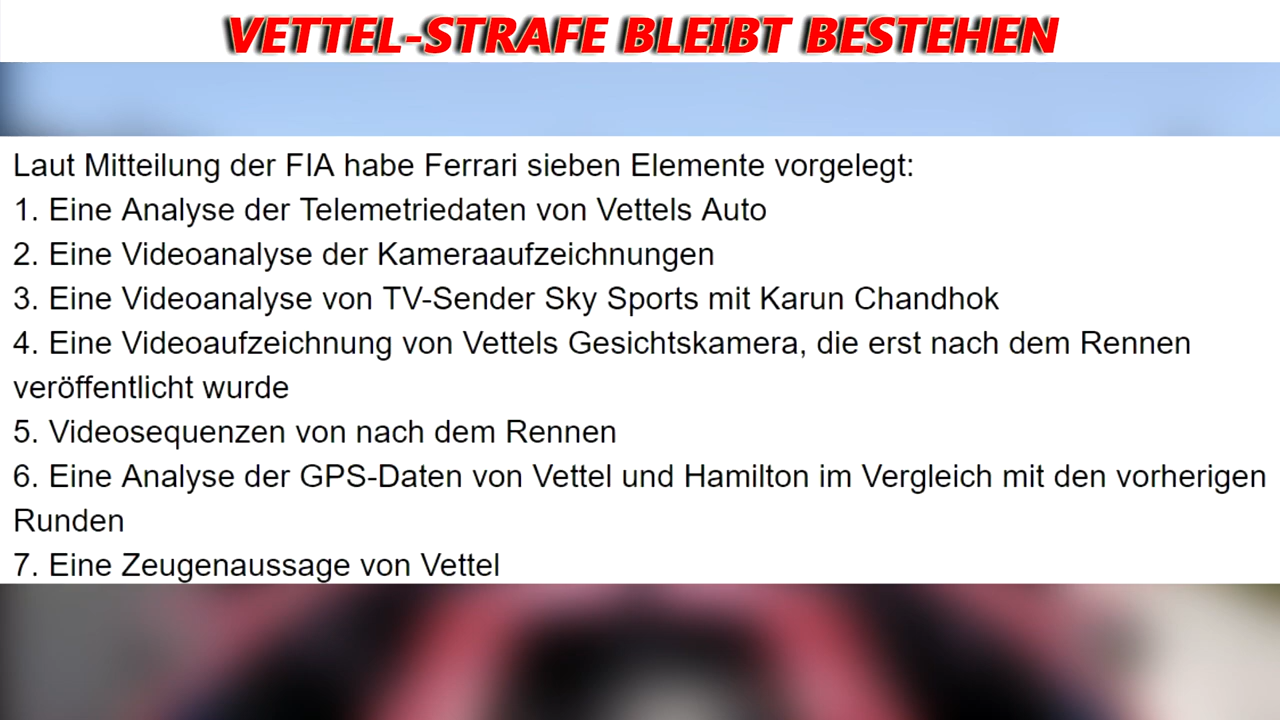 VETTEL-STRAFE BLEIBT BESTEHEN
Laut Mitteilung der FIA habe Ferrari sieben Elemente vorgelegt:
1. Eine Analyse der Telemetriedaten von Vettels Auto
2. Eine Videoanalyse der Kameraaufzeichnungen
3. Eine Videoanalyse von TV-Sender Sky Sports mit Karun Chandhok
4. Eine Videoaufzeichnung von Vettels Gesichtskamera, die erst nach dem Rennen
veröffentlicht wurde
5. Videosequenzen von nach dem Rennen
6. Eine Analyse der GPS-Daten von Vettel und Hamilton im Vergleich mit den vorherigen
Runden
7. Eine Zeugenaussage von Vettel